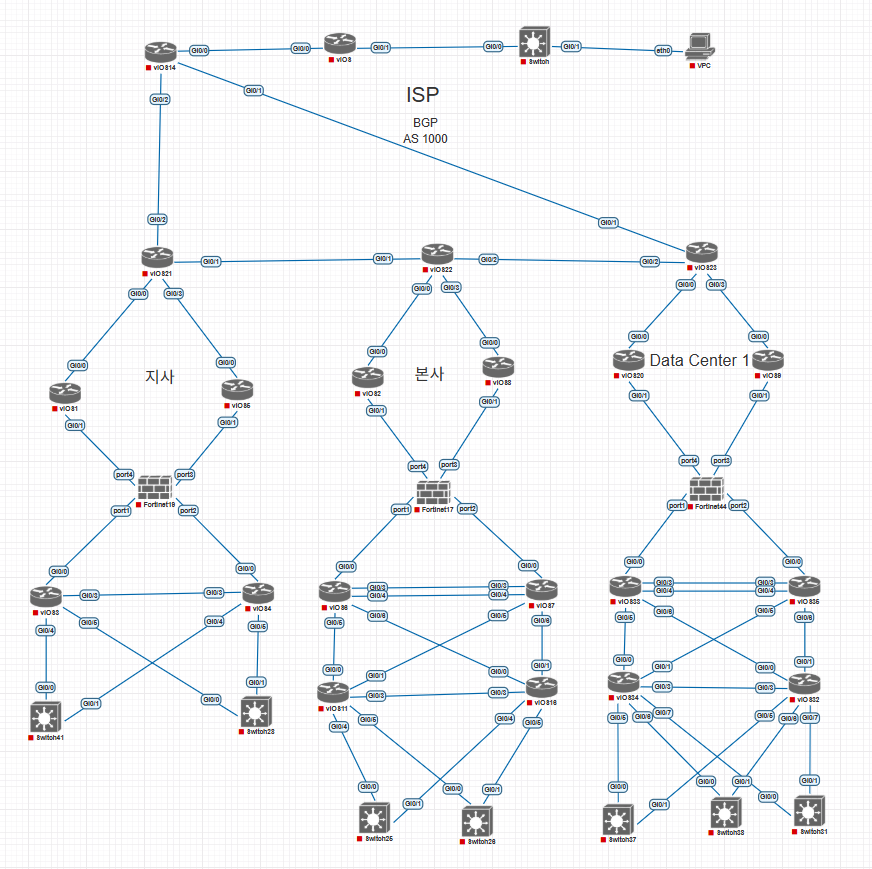 Gi0/0
Gi0/0
Gi0/1
Gi0/0
Gi0/1
eth0
vIOS14
vIOS
Switch
VPC
Gi0/2
Gi0/1
ISP
BGP
AS 1000
Gi0/2
Gi0/1
Gi0/1
Gi0/1
Gi0/2
Gi0/2
vIOS21
vIOS22
vIOS23
Gi0/0
Gi0/3
Gi0/0
Gi0/3
Gi0/0
Gi0/3
Gi0/0
Gi0/0
Gi0/0
Gi0/0
Gi0/0
Gi0/0
지사
본사
Data Center 1
vIOS1
vIOS5
vIOS2
vIOS8
vIOS20
vIOS9
Gi0/1
Gi0/1
Gi0/1
Gi0/1
Gi0/1
Gi0/1
port4
port3
port4
port3
port4
port3
Fortinet18
Fortinet17
Fortinet44
port1
port2
port1
port2
port1
port2
Gi0/0
Gi0/0
Gi0/0
Gi0/0
Gi0/0
Gi0/0
Gi0/3
Gi0/3
Gi0/3
Gi0/3
Gi0/3
Gi0/3
Gi0/4
Gi0/4
Gi0/4
Gi0/4
vIOS3
vIOS4
vIOS6
vIOS7
vIOS33
vIOS35
Gi0/4
Gi0/5
Gi0/4
Gi0/5
Gi0/5
Gi0/6
Gi0/5
Gi0/6
Gi0/5
Gi0/6
Gi0/5
Gi0/6
Gi0/0
Gi0/1
Gi0/0
Gi0/1
Gi0/0
Gi0/1
Gi0/0
Gi0/1
Gi0/3
Gi0/3
Gi0/3
Gi0/3
Gi0/0
Gi0/1
Gi0/0
Gi0/1
vIOS11
vIOS16
vIOS34
vIOS32
Switch41
Switch28
Gi0/4
Gi0/5
Gi0/4
Gi0/5
Gi0/5
Gi0/6
Gi0/7
Gi0/5
Gi0/6
Gi0/7
Gi0/0
Gi0/1
Gi0/0
Gi0/1
Gi0/0
Gi0/1
Gi0/0
Gi0/1
Gi0/0
Gi0/1
Switch25
Switch26
Switch37
Switch38
Switch31